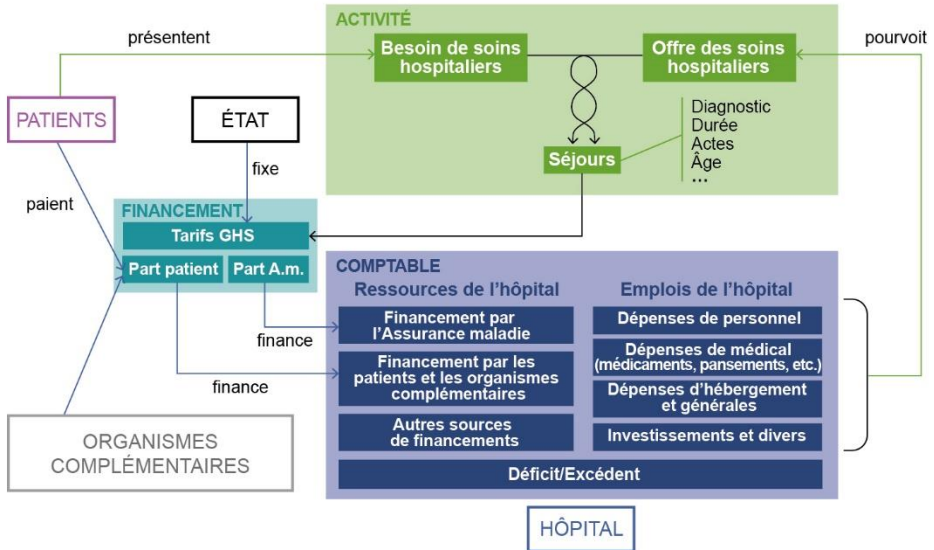 ACTIVITÉ
présentent
Besoin de soins
hospitaliers
Offre des soins
hospitaliers
pourvoit
PATIENTS
ÉTAT
Diagnostic
Durée
Actes
Âge
...
Séjours
fixe
paient
FINANCEMENT
Tarifs GHS
Part patient
Part A.m.
COMPTABLE
Ressources de l'hôpital
Emplois de l'hôpital
Financement par
l'Assurance maladie
Dépenses de personnel
finance
Financement par les
patients et les organismes
complémentaires
Dépenses de médical
(médicaments, pansements, etc.)
finance
Dépenses d'hébergement
et générales
Autres sources
de financements
Investissements et divers
ORGANISMES
COMPLÉMENTAIRES
Déficit/Excédent
HÔPITAL